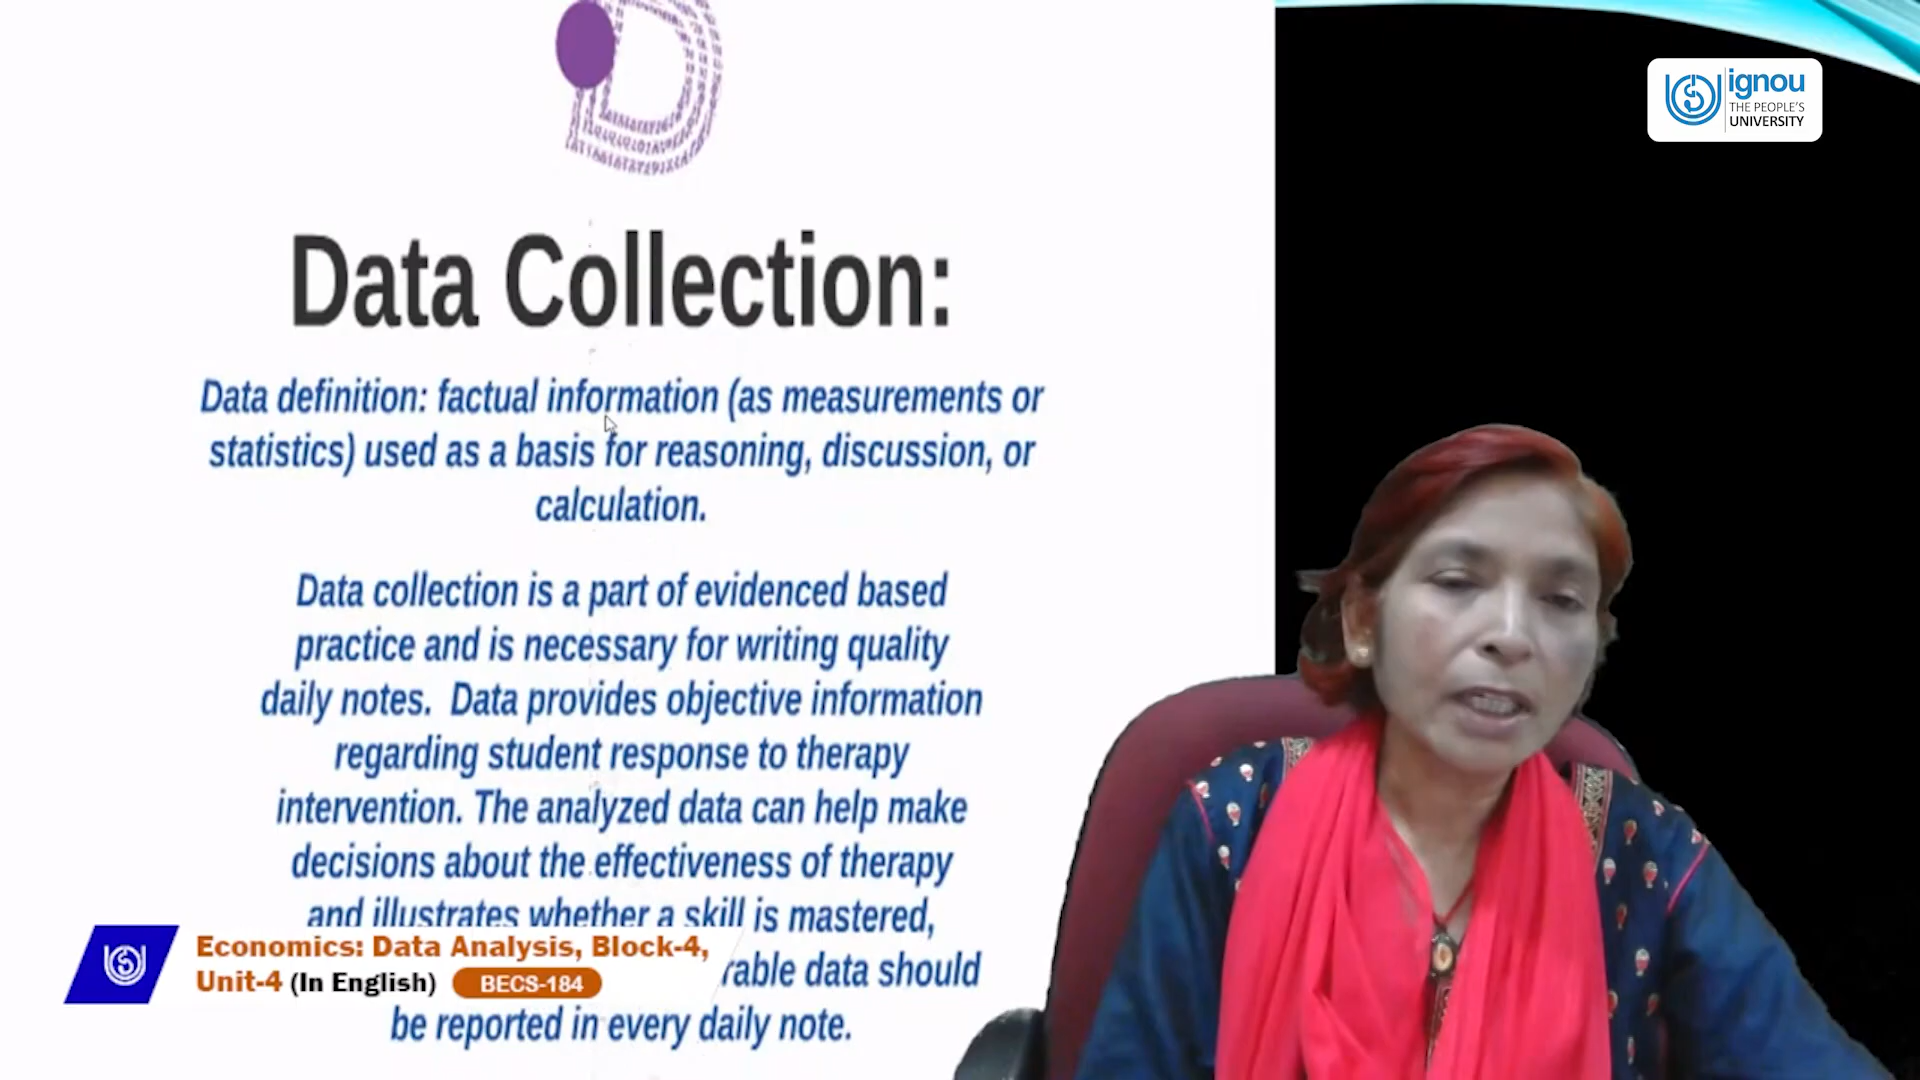 ignou
THE PEOPLE'S
UNIVERSITY
Data Collection:
Data definition: factual information (as measurements or
statistics) used as a basis for reasoning, discussion, or
calculation.
Data collection is a part of evidenced based
practice and is necessary for writing quality
daily notes. Data provides objective information
regarding student response to therapy
intervention. The analyzed data can help make
decisions about the effectiveness of therapy
and illustrates whether a skill is mastered,
data should
be reported in every daily note.
Economics: Data Analysis, Block-4,
Unit-4 (In English) BECS-184